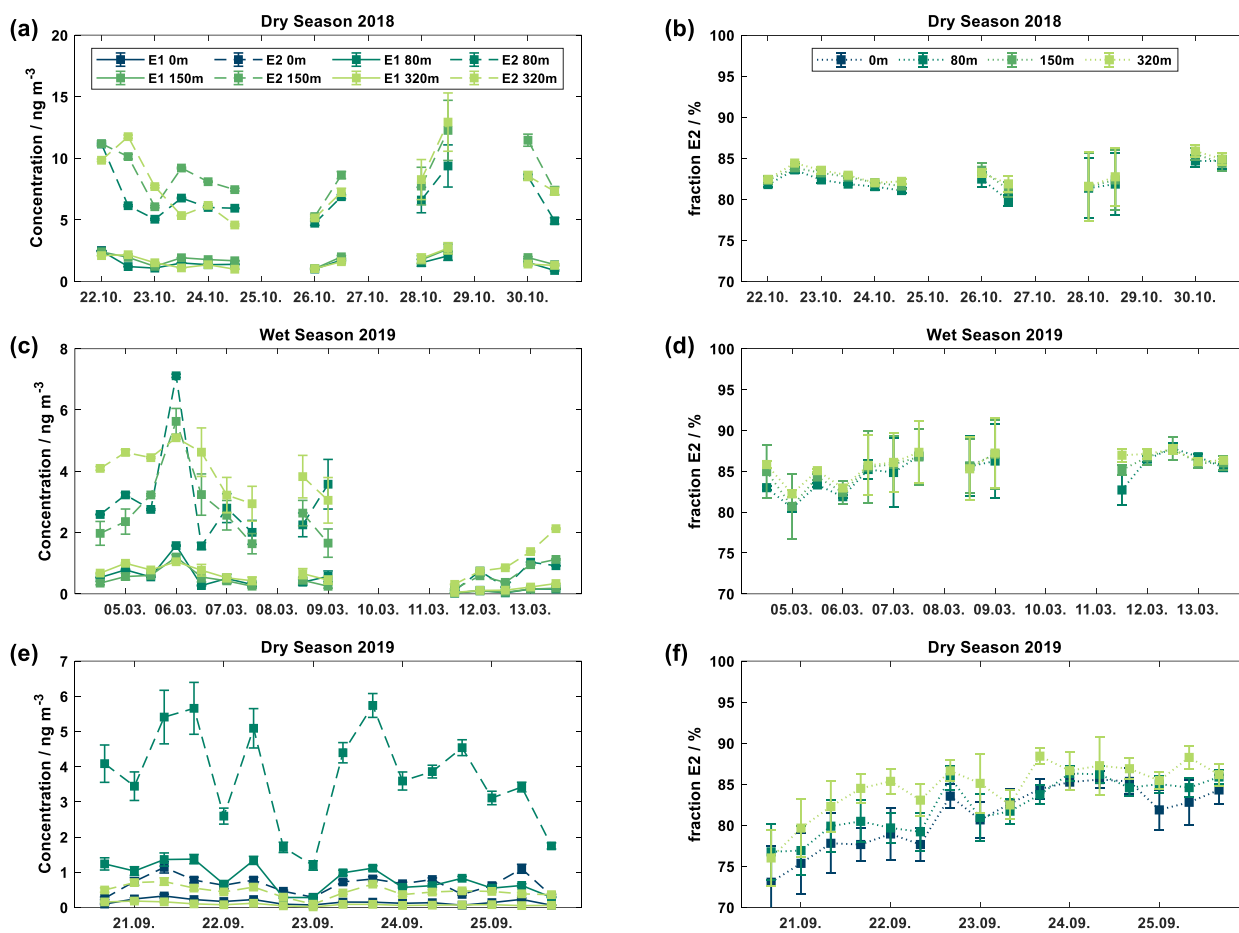 (a)
Dry Season 2018
Concentration / ng m⁻³
20
15
10
5
0
E1 0m E2 0m E1 80m E2 80m
E1 150m E2 150m E1 320m E2 320m
22.10. 23.10. 24.10. 25.10. 26.10. 27.10. 28.10. 29.10. 30.10.
(b)
Dry Season 2018
fraction E2 / %
100
95
90
85
80
75
70
0m 80m 150m 320m
22.10. 23.10. 24.10. 25.10. 26.10. 27.10. 28.10. 29.10. 30.10.
(c)
Wet Season 2019
Concentration / ng m⁻³
8
6
4
2
0
05.03. 06.03. 07.03. 08.03. 09.03. 10.03. 11.03. 12.03. 13.03.
(d)
Wet Season 2019
fraction E2 / %
100
95
90
85
80
75
70
05.03. 06.03. 07.03. 08.03. 09.03. 10.03. 11.03. 12.03. 13.03.
(e)
Dry Season 2019
Concentration / ng m⁻³
7
6
5
4
3
2
1
0
21.09. 22.09. 23.09. 24.09. 25.09.
(f)
Dry Season 2019
fraction E2 / %
100
95
90
85
80
75
70
21.09. 22.09. 23.09. 24.09. 25.09.